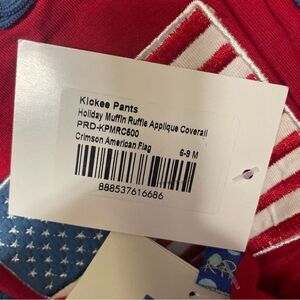 Kickee Pants
Holiday Muffin Ruffle Applique Coverall
PRD-KPMRC500
Crimson American Flag 6-9 M
888537616686